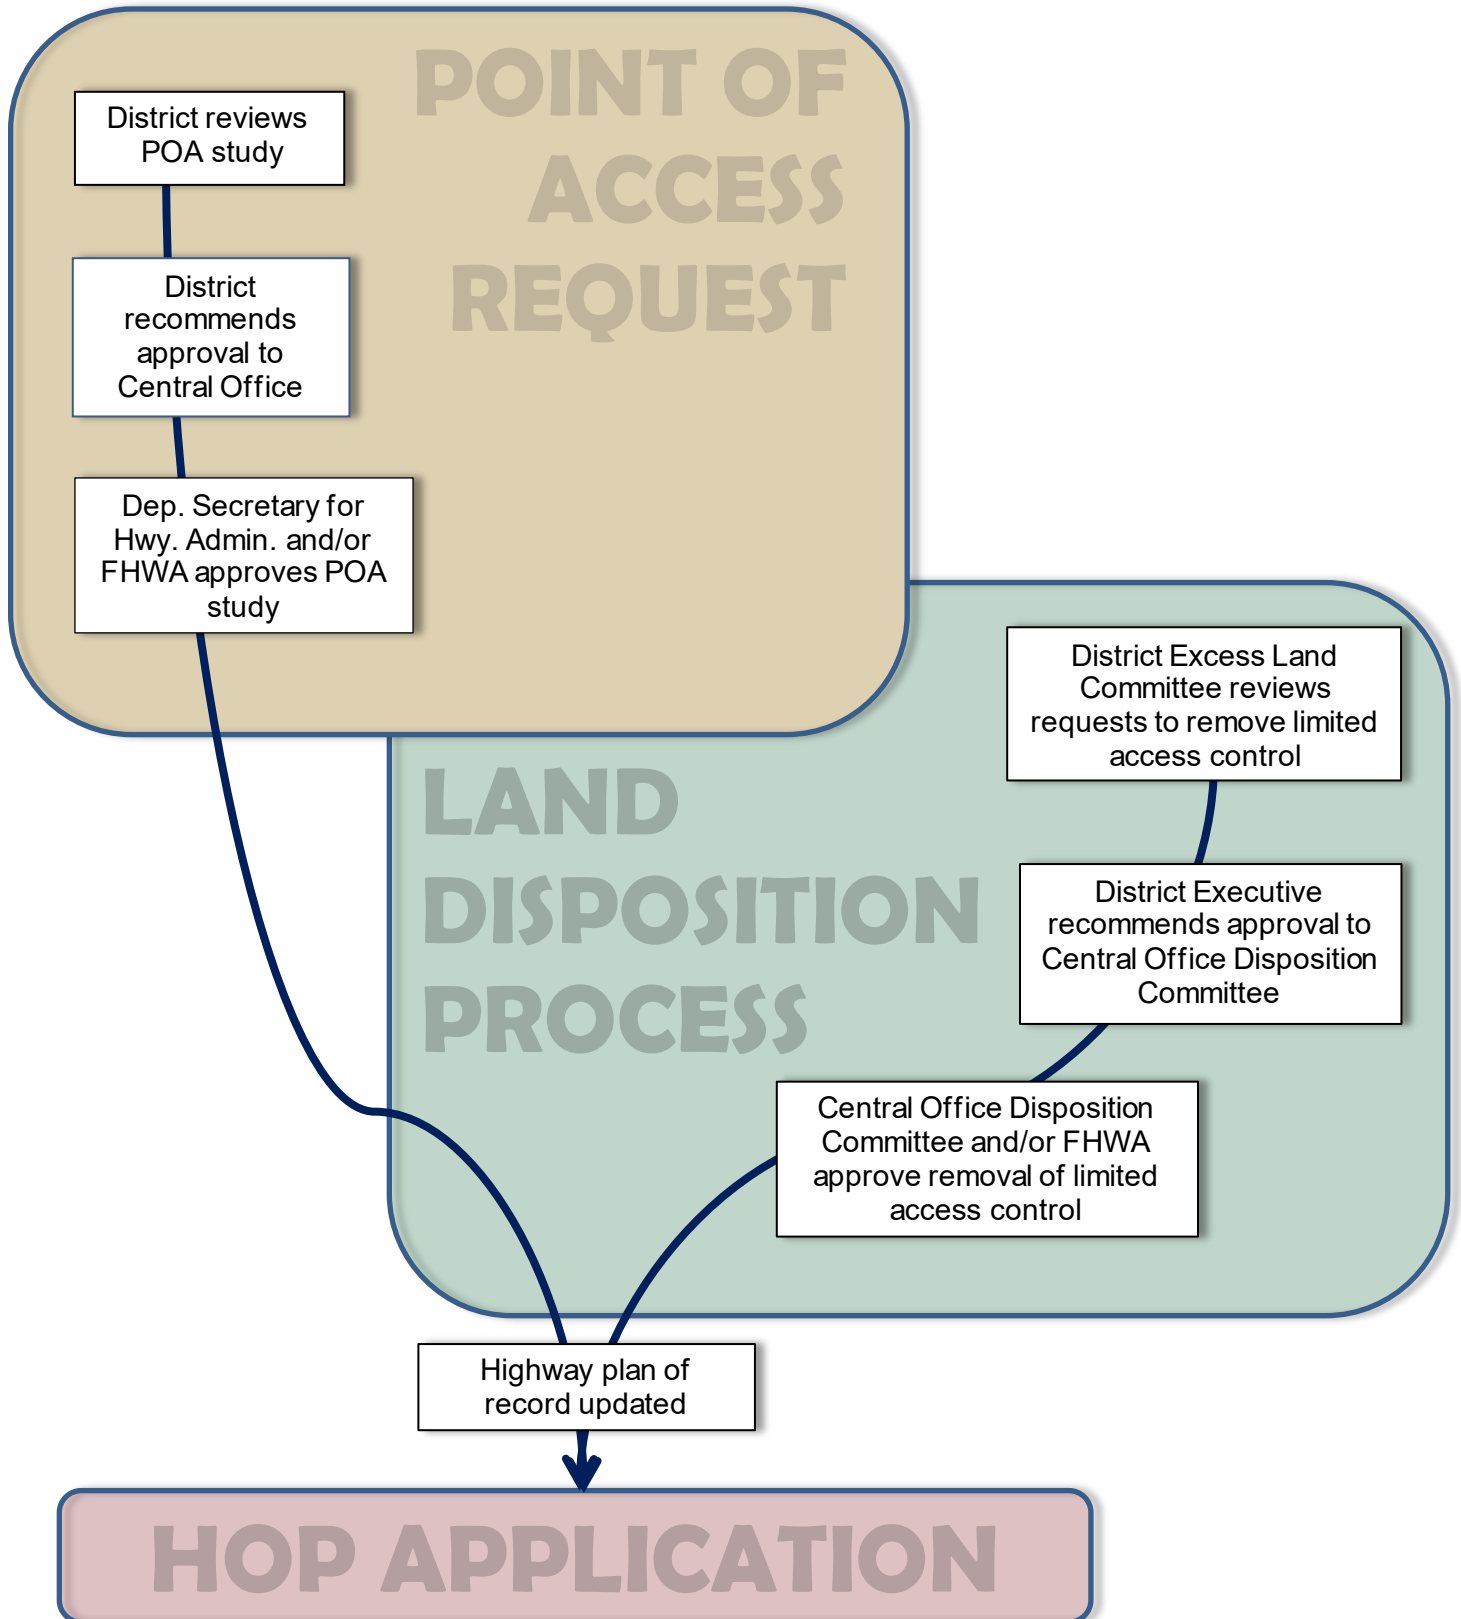 POINT OF
ACCESS
REQUEST
District reviews
POA study
District
recommends
approval to
Central Office
Dep. Secretary for
Hwy. Admin. and/or
FHWA approves POA
study
LAND
DISPOSITION
PROCESS
District Excess Land
Committee reviews
requests to remove limited
access control
District Executive
recommends approval to
Central Office Disposition
Committee
Central Office Disposition
Committee and/or FHWA
approve removal of limited
access control
Highway plan of
record updated
HOP APPLICATION